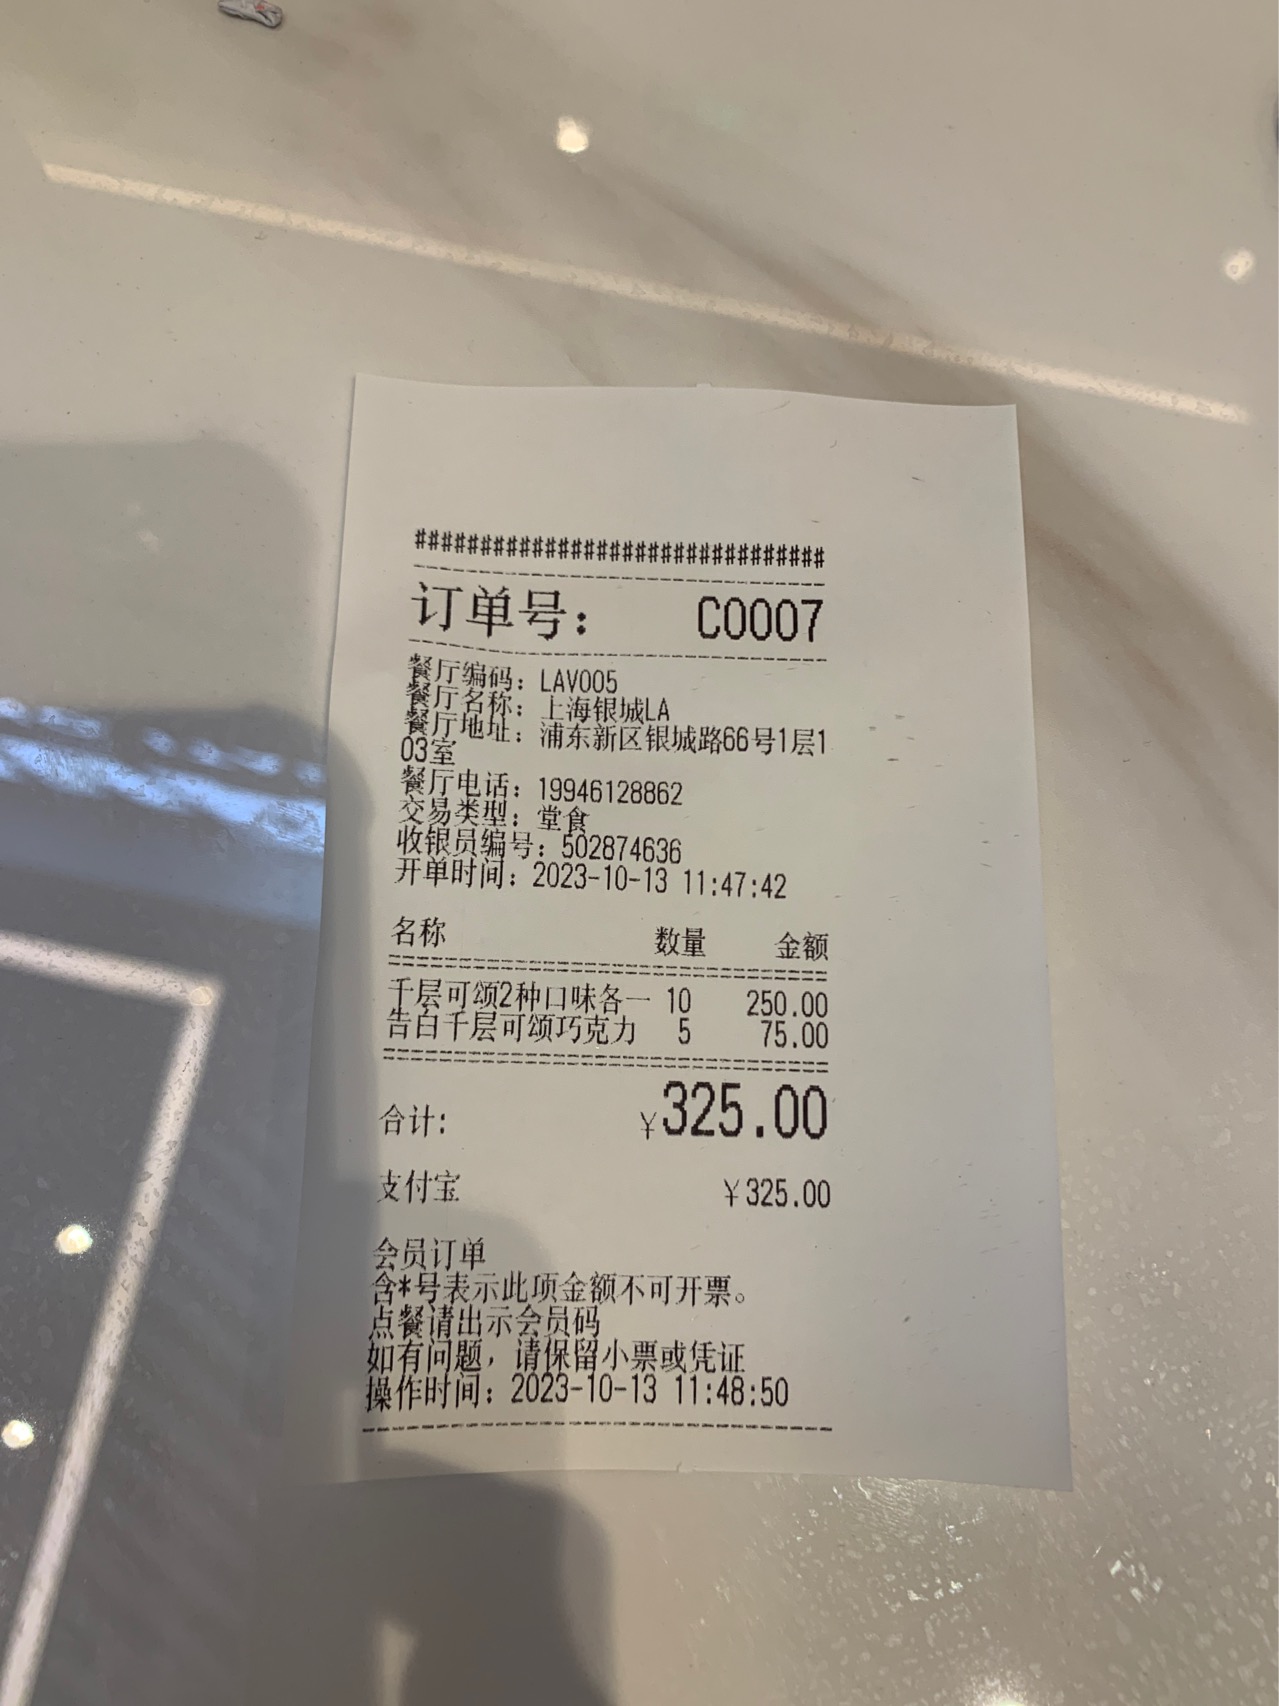 ################################
订单号： C0007
餐厅编码：LAV005
餐厅名称：上海银城LA
餐厅地址：浦东新区银城路66号1层1
03室
餐厅电话：19946128862
交易类型：堂食
收银员编号：502874636
开单时间：2023-10-13 11:47:42
名称 数量 金额
千层可颂2种口味各一 10 250.00
告白千层可颂巧克力 5 75.00
合计: ￥325.00
支付宝 ￥325.00
会员订单
含*号表示此项金额不可开票。
点餐请出示会员码
如有问题，请保留小票或凭证
操作时间：2023-10-13 11:48:50